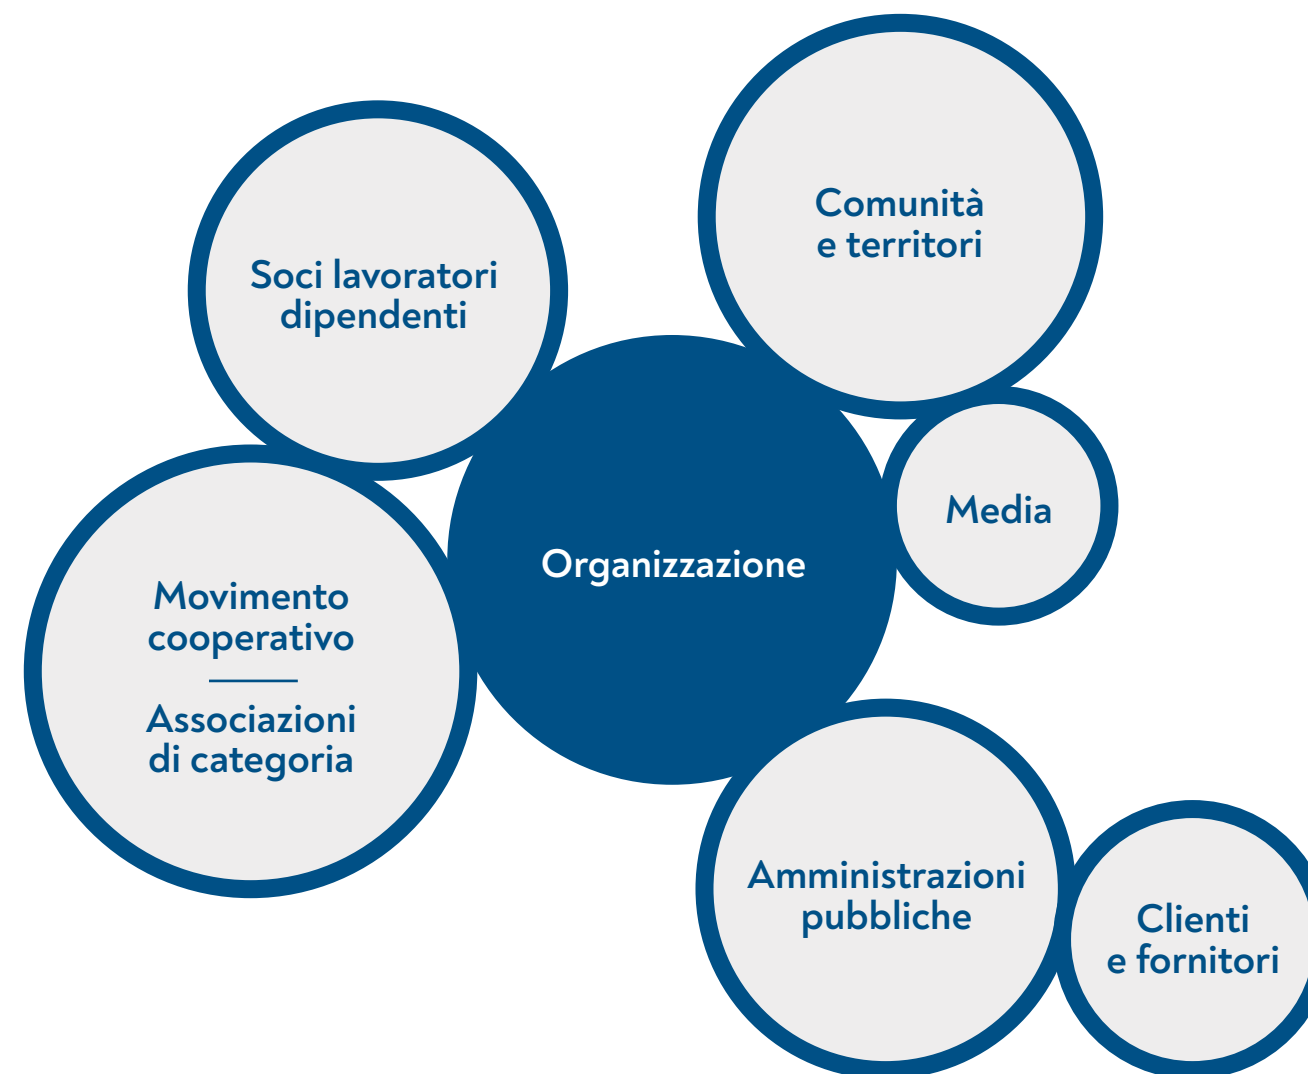 Comunità
e territori
Soci lavoratori
dipendenti
Media
Organizzazione
Movimento
cooperativo
Associazioni
di categoria
Amministrazioni
pubbliche
Clienti
e fornitori